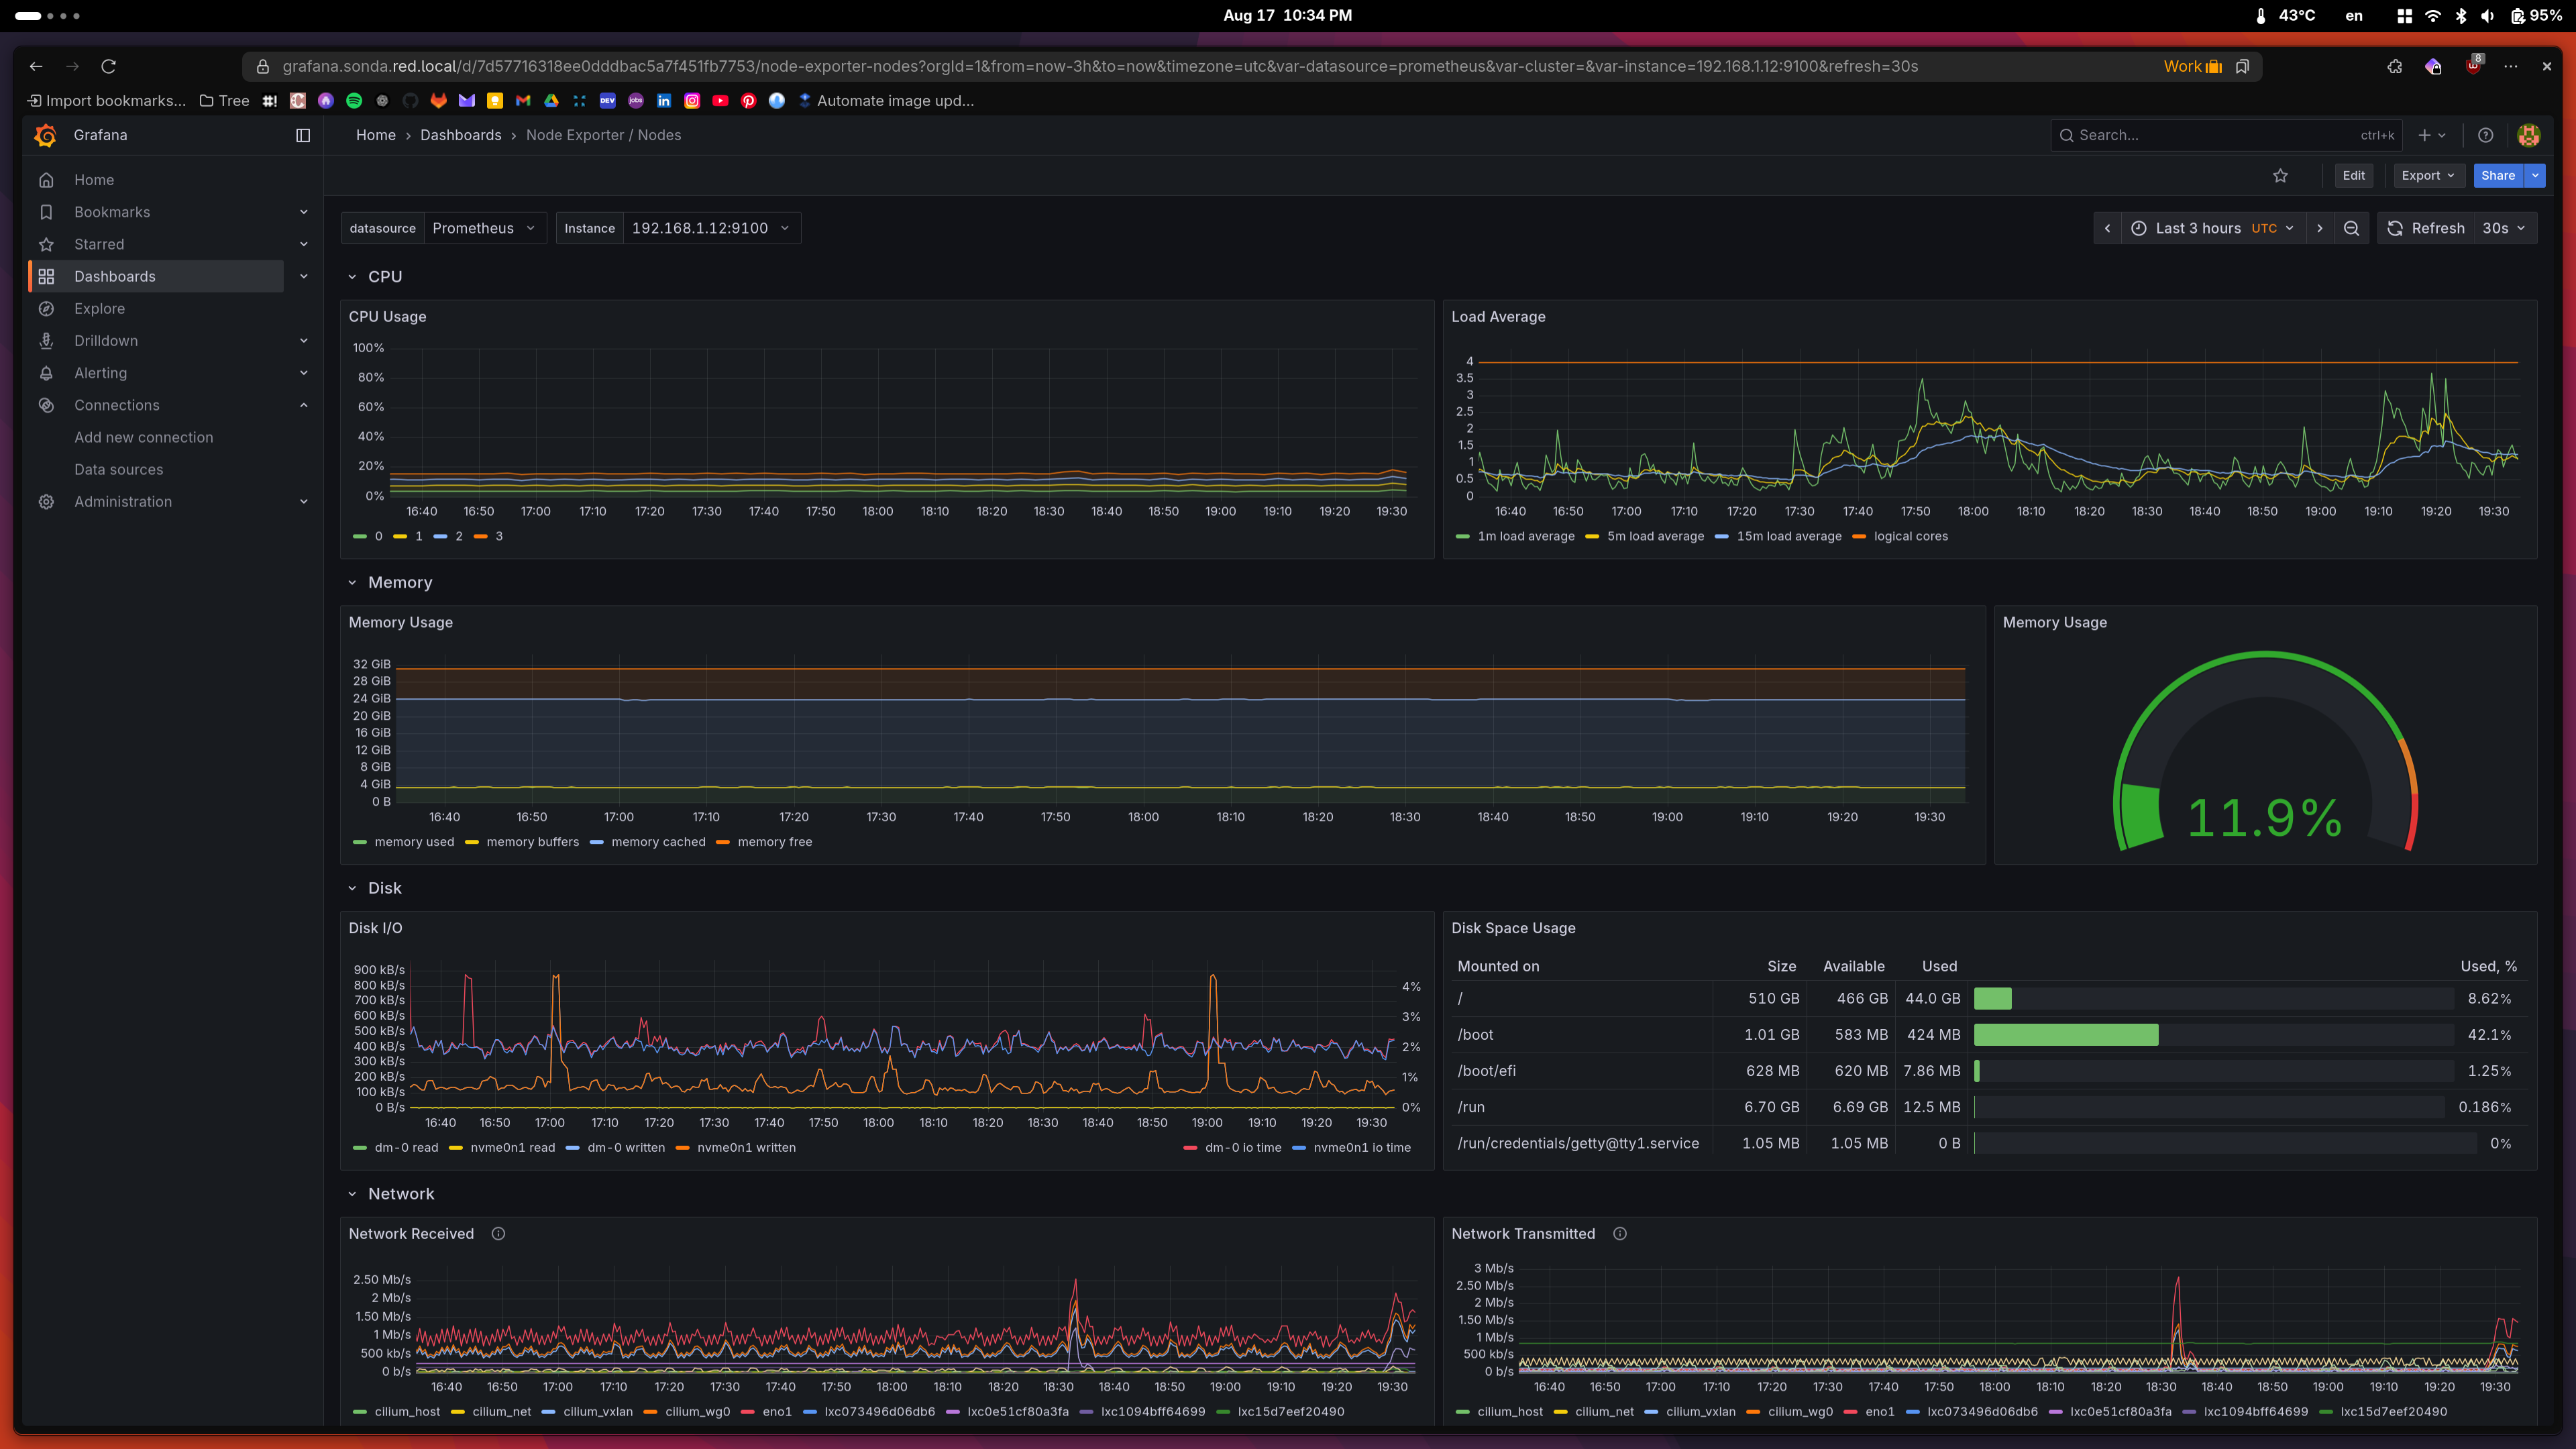 Aug 17 10:34 PM
43°C en 95%
grafana.sonda.red.local/d/7d57716318ee0dddbac5a7f451fb7753/node-exporter-nodes?orgId=1&from=now-3h&to=now&timezone=utc&var-datasource=prometheus&var-cluster=&var-instance=192.168.1.12:9100&refresh=30s Work 8
Import bookmarks... Tree DEV jobs in Automate image upd...
Grafana
Home
Bookmarks
Starred
Dashboards
Explore
Drilldown
Alerting
Connections
Add new connection
Data sources
Administration
Home › Dashboards › Node Exporter / Nodes
Search... ctrl+k
Edit Export Share
datasource Prometheus Instance 192.168.1.12:9100
Last 3 hours UTC Refresh 30s
CPU
CPU Usage
100%
80%
60%
40%
20%
0%
16:40 16:50 17:00 17:10 17:20 17:30 17:40 17:50 18:00 18:10 18:20 18:30 18:40 18:50 19:00 19:10 19:20 19:30
0 1 2 3
Load Average
4
3.5
3
2.5
2
1.5
1
0.5
0
16:40 16:50 17:00 17:10 17:20 17:30 17:40 17:50 18:00 18:10 18:20 18:30 18:40 18:50 19:00 19:10 19:20 19:30
1m load average 5m load average 15m load average logical cores
Memory
Memory Usage
32 GiB
28 GiB
24 GiB
20 GiB
16 GiB
12 GiB
8 GiB
4 GiB
0 B
16:40 16:50 17:00 17:10 17:20 17:30 17:40 17:50 18:00 18:10 18:20 18:30 18:40 18:50 19:00 19:10 19:20 19:30
memory used memory buffers memory cached memory free
Memory Usage
11.9%
Disk
Disk I/O
900 kB/s
800 kB/s
700 kB/s
600 kB/s
500 kB/s
400 kB/s
300 kB/s
200 kB/s
100 kB/s
0 B/s
4%
3%
2%
1%
0%
16:40 16:50 17:00 17:10 17:20 17:30 17:40 17:50 18:00 18:10 18:20 18:30 18:40 18:50 19:00 19:10 19:20 19:30
dm-0 read nvme0n1 read dm-0 written nvme0n1 written dm-0 io time nvme0n1 io time
Disk Space Usage
Mounted on Size Available Used Used, %
/ 510 GB 466 GB 44.0 GB 8.62%
/boot 1.01 GB 583 MB 424 MB 42.1%
/boot/efi 628 MB 620 MB 7.86 MB 1.25%
/run 6.70 GB 6.69 GB 12.5 MB 0.186%
/run/credentials/getty@tty1.service 1.05 MB 1.05 MB 0 B 0%
Network
Network Received
2.50 Mb/s
2 Mb/s
1.50 Mb/s
1 Mb/s
500 kb/s
0 b/s
16:40 16:50 17:00 17:10 17:20 17:30 17:40 17:50 18:00 18:10 18:20 18:30 18:40 18:50 19:00 19:10 19:20 19:30
cilium_host cilium_net cilium_vxlan cilium_wg0 eno1 lxc073496d06db6 lxc0e51cf80a3fa lxc1094bff64699 lxc15d7eef20490
Network Transmitted
3 Mb/s
2.50 Mb/s
2 Mb/s
1.50 Mb/s
1 Mb/s
500 kb/s
0 b/s
16:40 16:50 17:00 17:10 17:20 17:30 17:40 17:50 18:00 18:10 18:20 18:30 18:40 18:50 19:00 19:10 19:20 19:30
cilium_host cilium_net cilium_vxlan cilium_wg0 eno1 lxc073496d06db6 lxc0e51cf80a3fa lxc1094bff64699 lxc15d7eef20490